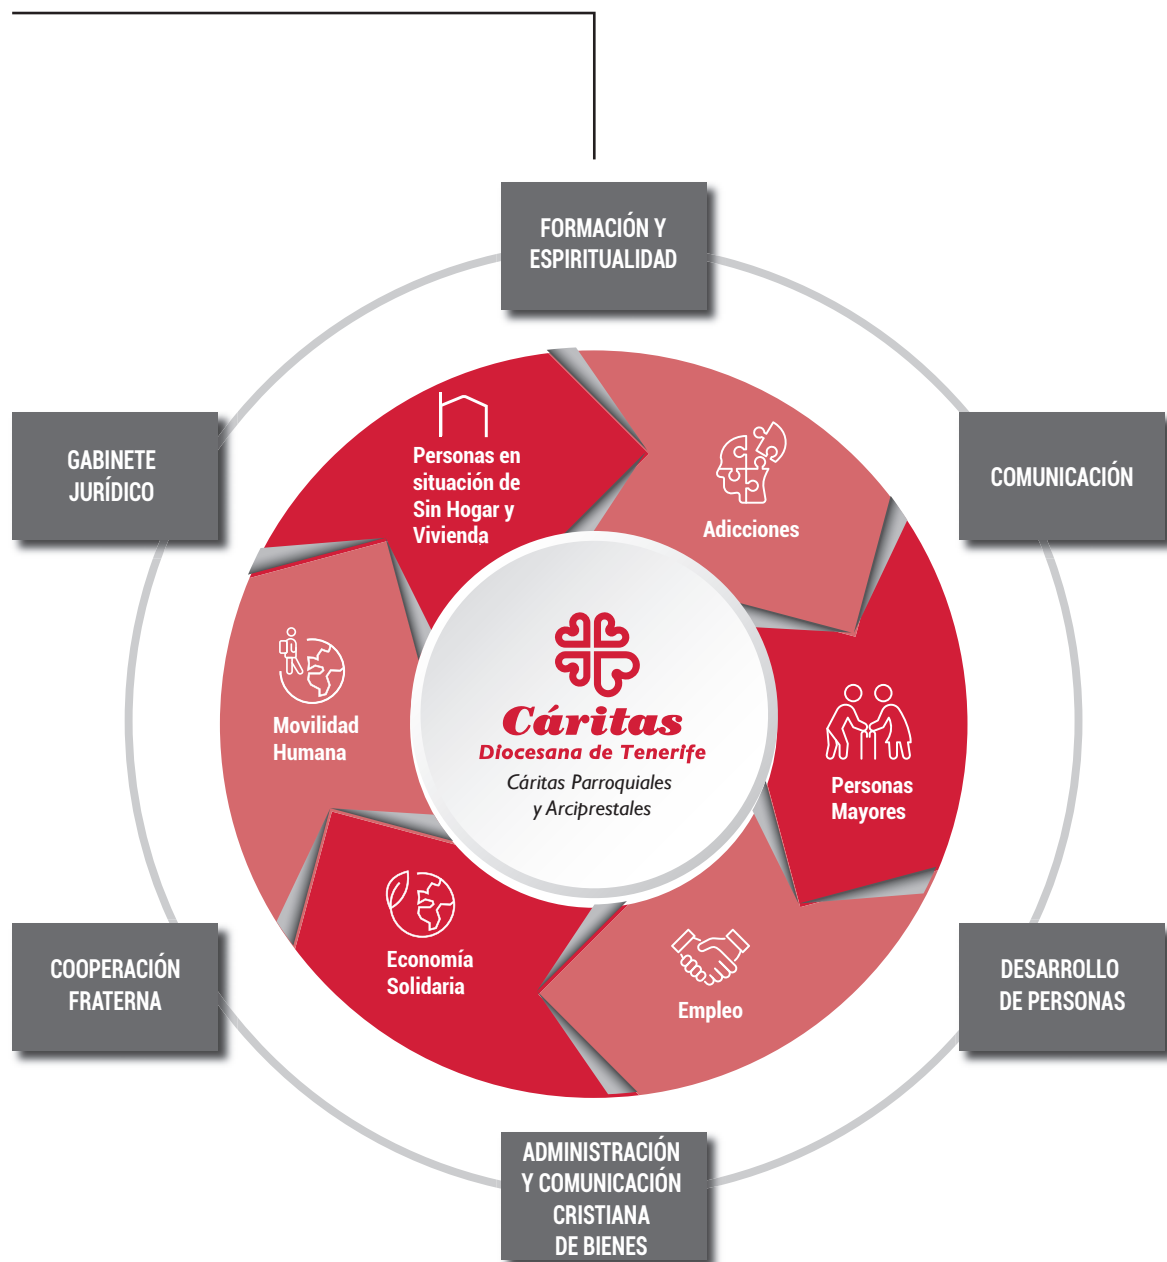 FORMACIÓN Y
ESPIRITUALIDAD
GABINETE
JURÍDICO
COMUNICACIÓN
Personas en
situación de
Sin Hogar y
Vivienda
Adicciones
Movilidad
Humana
Cáritas
Diocesana de Tenerife
Cáritas Parroquiales
y Arciprestales
Personas
Mayores
Economía
Solidaria
Empleo
COOPERACIÓN
FRATERNA
DESARROLLO
DE PERSONAS
ADMINISTRACIÓN
Y COMUNICACIÓN
CRISTIANA
DE BIENES